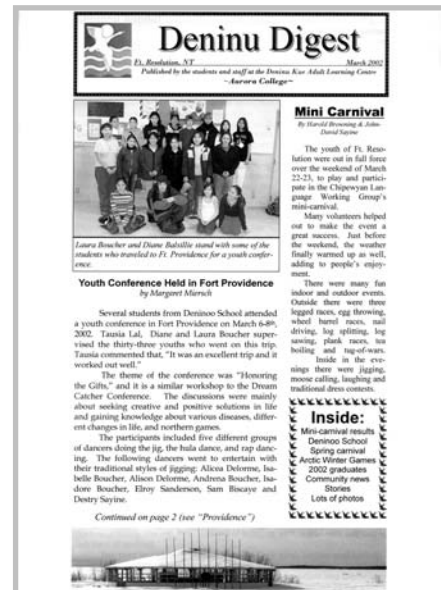 Deninu Digest
Ft. Resolution, NT
March 2002
Published by the students and staff at the Deninu Kue Adult Learning Centre
~Aurora College~
Laura Boucher and Diane Balsillie stand with some of the
students who traveled to Ft. Providence for a youth confer-
ence.
Youth Conference Held in Fort Providence
by Margaret Miersch
Several students from Deninoo School attended
a youth conference in Fort Providence on March 6-8th,
2002. Tausia Lal, Diane and Laura Boucher super-
vised the thirty-three youths who went on this trip.
Tausia commented that, "It was an excellent trip and it
worked out well."
The theme of the conference was "Honoring
the Gifts," and it is a similar workshop to the Dream
Catcher Conference. The discussions were mainly
about seeking creative and positive solutions in life
and gaining knowledge about various diseases, differ-
ent changes in life, and northern games.
The participants included five different groups
of dancers doing the jig, the hula dance, and rap danc-
ing. The following dancers went to entertain with
their traditional styles of jigging: Alicea Delorme, Isa-
belle Boucher, Alison Delorme, Andrena Boucher, Isa-
dore Boucher, Elroy Sanderson, Sam Biscaye and
Destry Sayine.
Continued on page 2 (see "Providence")
Mini Carnival
By Harold Browning & John-
David Sayine
The youth of Ft. Reso-
lution were out in full force
over the weekend of March
22-23, to play and partici-
pate in the Chipewyan Lan-
guage Working Group's
mini-carnival.
Many volunteers helped
out to make the event a
great success. Just before
the weekend, the weather
finally warmed up as well,
adding to people's enjoy-
ment.
There were many fun
indoor and outdoor events.
Outside there were three
legged races, egg throwing,
wheel barrel races, nail
driving, log splitting, log
sawing, plank races, tea
boiling and tug-of-wars.
Inside in the eve-
nings there were jigging,
moose calling, laughing and
traditional dress contests.
Inside:
Mini-carnival results
Deninoo School
Spring carnival
Arctic Winter Games
2002 graduates
Community news
Stories
Lots of photos